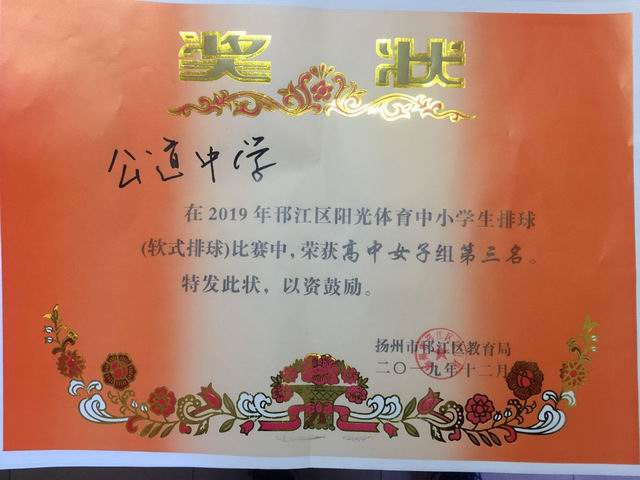 奖状
公道中学
在2019年邗江区阳光体育中小学生排球
(软式排球)比赛中,荣获高中女子组第三名。
特发此状，以资鼓励。
扬州市邗江区教育局
二〇一九年十二月